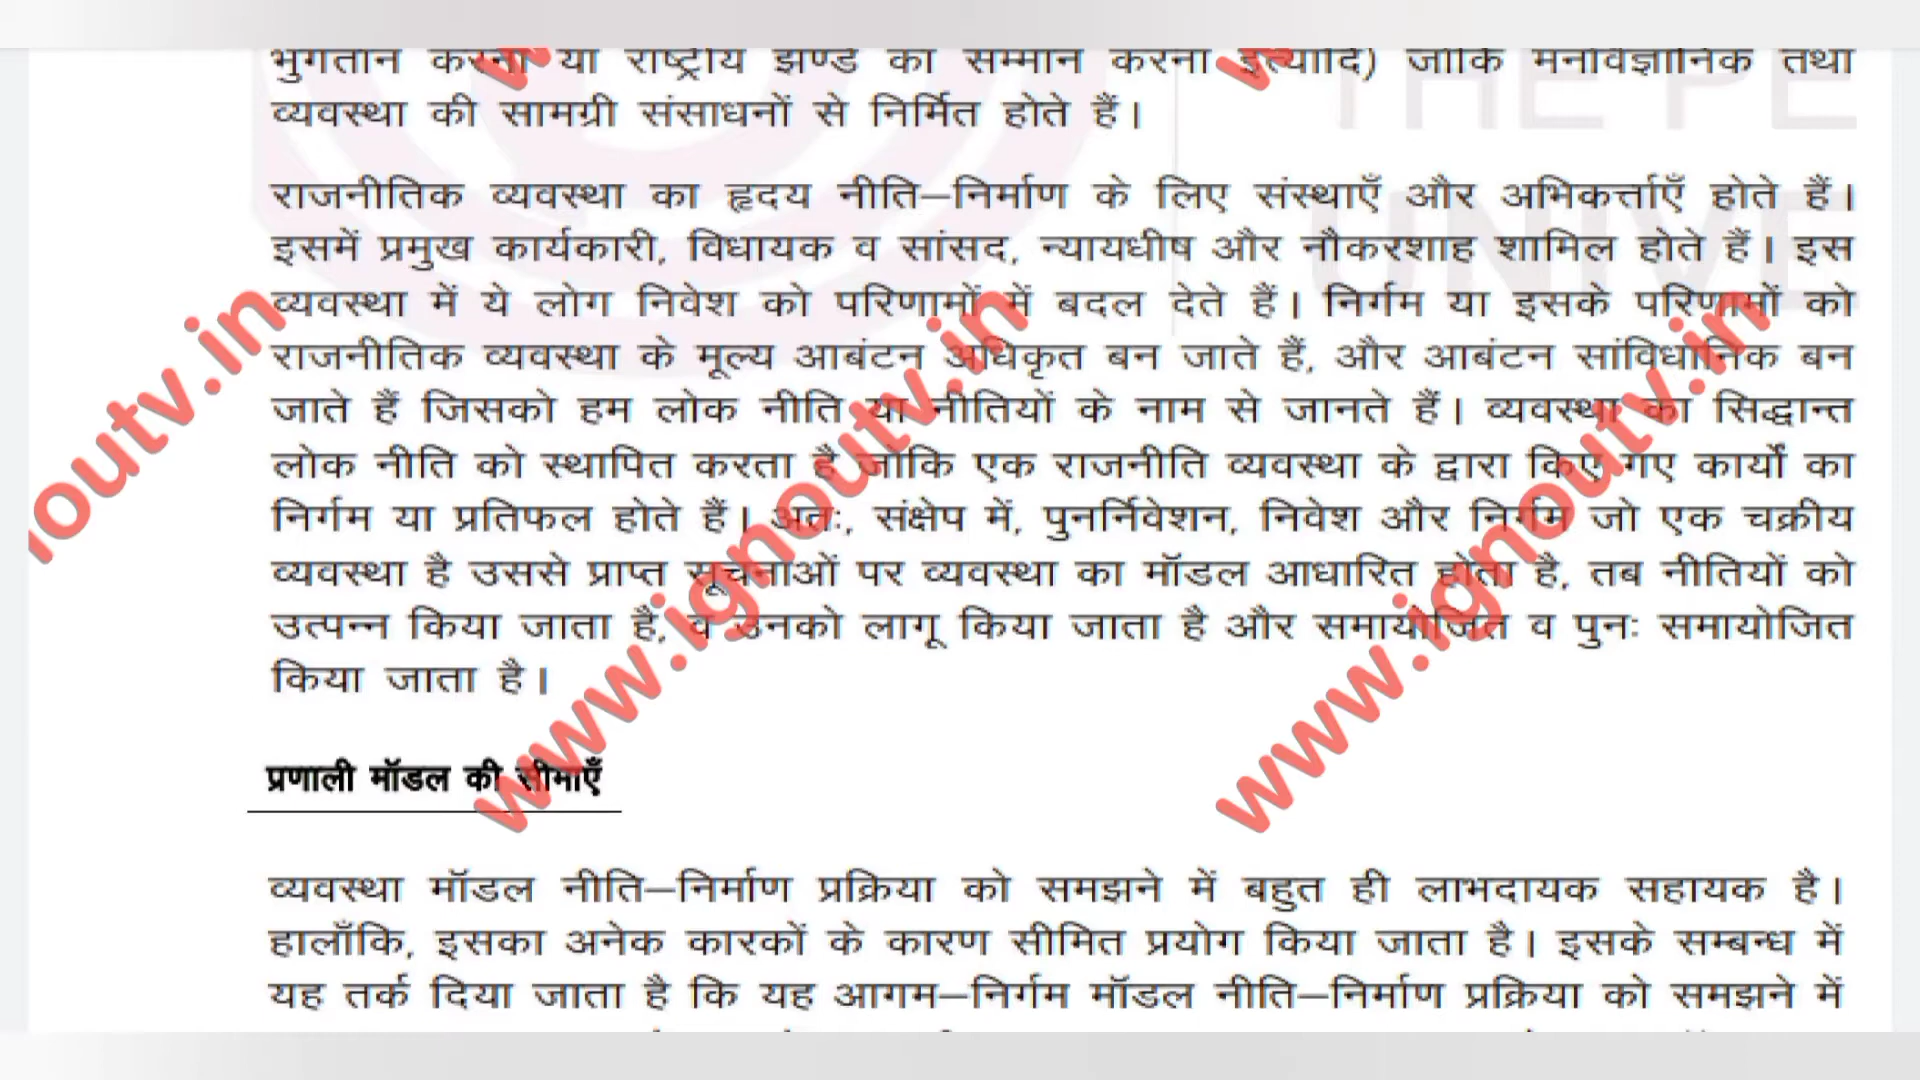 भुगतान करना या राष्ट्रीय झण्डे का सम्मान करना इत्यादि) जोकि मनोविज्ञानिक तथा
व्यवस्था की सामग्री संसाधनों से निर्मित होते हैं।
THE PE
UNIVE
राजनीतिक व्यवस्था का हृदय नीति–निर्माण के लिए संस्थाएँ और अभिकर्त्ताएँ होते हैं।
इसमें प्रमुख कार्यकारी, विधायक व सांसद, न्यायधीष और नौकरशाह शामिल होते हैं। इस
व्यवस्था में ये लोग निवेश को परिणामों में बदल देते हैं। निर्गम या इसके परिणामों को
राजनीतिक व्यवस्था के मूल्य आबंटन अधिकृत बन जाते हैं, और आबंटन सांविधानिक बन
जाते हैं जिसको हम लोक नीति या नीतियों के नाम से जानते हैं। व्यवस्था का सिद्धान्त
लोक नीति को स्थापित करता है जोकि एक राजनीति व्यवस्था के द्वारा किए गए कार्यों का
निर्गम या प्रतिफल होते हैं। अतः, संक्षेप में, पुनर्निवेशन, निवेश और निर्गम जो एक चक्रीय
व्यवस्था है उससे प्राप्त सूचनाओं पर व्यवस्था का मॉडल आधारित होता है, तब नीतियों को
उत्पन्न किया जाता है, व उनको लागू किया जाता है और समायोजित व पुनः समायोजित
किया जाता है।
noutv.in
www.ignoutv.in
www.ignoutv.in
प्रणाली मॉडल की सीमाएँ
व्यवस्था मॉडल नीति–निर्माण प्रक्रिया को समझने में बहुत ही लाभदायक सहायक है।
हालाँकि, इसका अनेक कारकों के कारण सीमित प्रयोग किया जाता है। इसके सम्बन्ध में
यह तर्क दिया जाता है कि यह आगम–निर्गम मॉडल नीति–निर्माण प्रक्रिया को समझने में